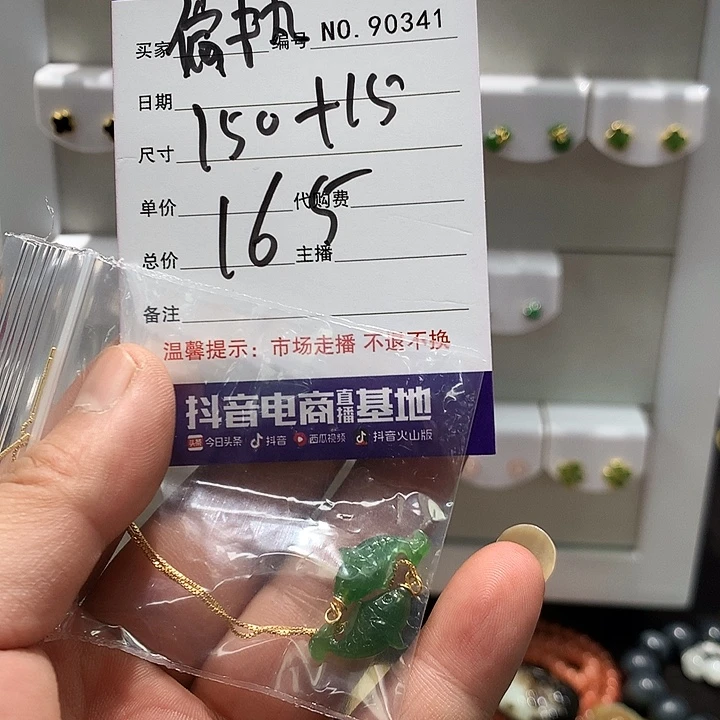 买家 编号 NO.90341
日期
150+15
尺寸
单价 代购费
165
总价 主播
备注
温馨提示：市场走播 不退不换
抖音电商直播基地
头条 今日头条 抖音 西瓜视频 抖音火山版